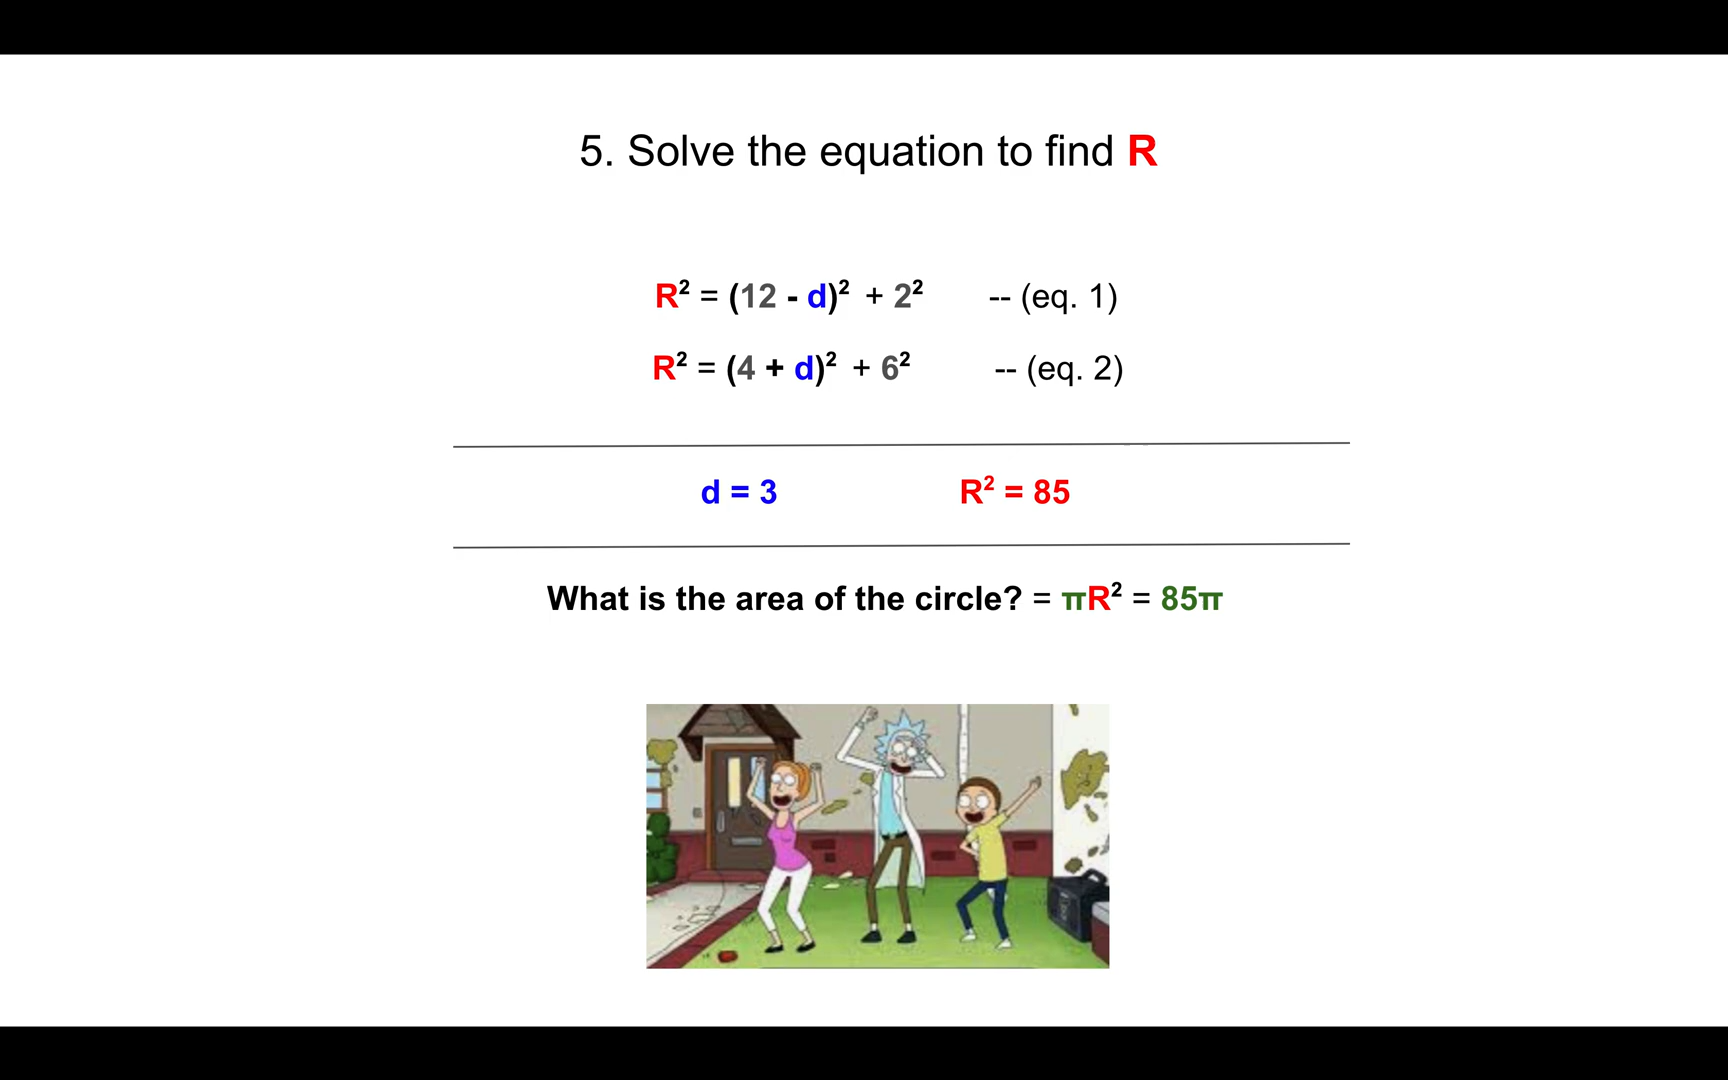 5. Solve the equation to find R
R² = (12 - d)² + 2² -- (eq. 1)
R² = (4 + d)² + 6² -- (eq. 2)
d = 3 R² = 85
What is the area of the circle? = πR² = 85π